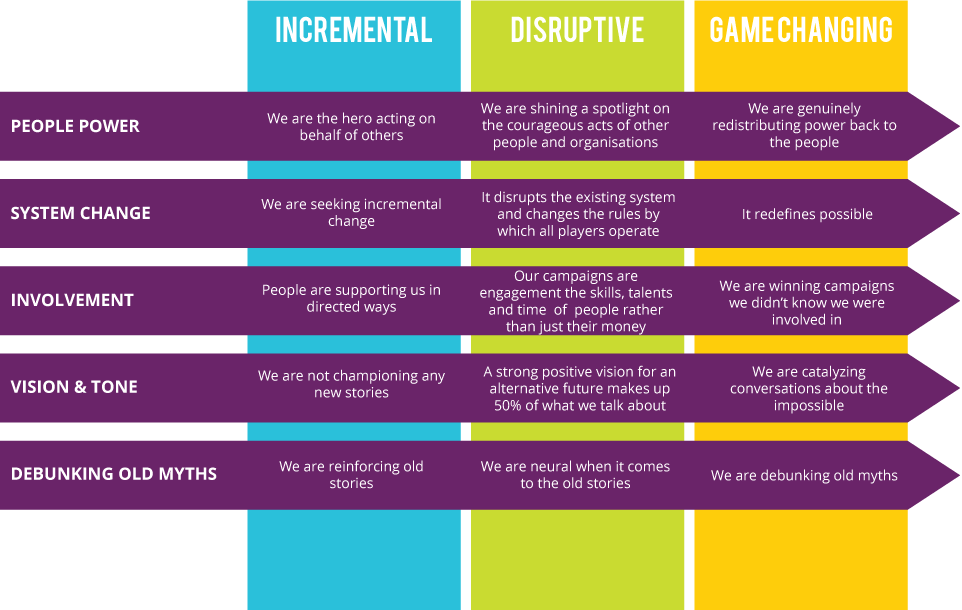 INCREMENTAL
DISRUPTIVE
GAME CHANGING
PEOPLE POWER
We are the hero acting on
behalf of others
We are shining a spotlight on
the courageous acts of other
people and organisations
We are genuinely
redistributing power back to
the people
SYSTEM CHANGE
We are seeking incremental
change
It disrupts the existing system
and changes the rules by
which all players operate
It redefines possible
INVOLVEMENT
People are supporting us in
directed ways
Our campaigns are
engagement the skills, talents
and time of people rather
than just their money
We are winning campaigns
we didn't know we were
involved in
VISION & TONE
We are not championing any
new stories
A strong positive vision for an
alternative future makes up
50% of what we talk about
We are catalyzing
conversations about the
impossible
DEBUNKING OLD MYTHS
We are reinforcing old
stories
We are neural when it comes
to the old stories
We are debunking old myths